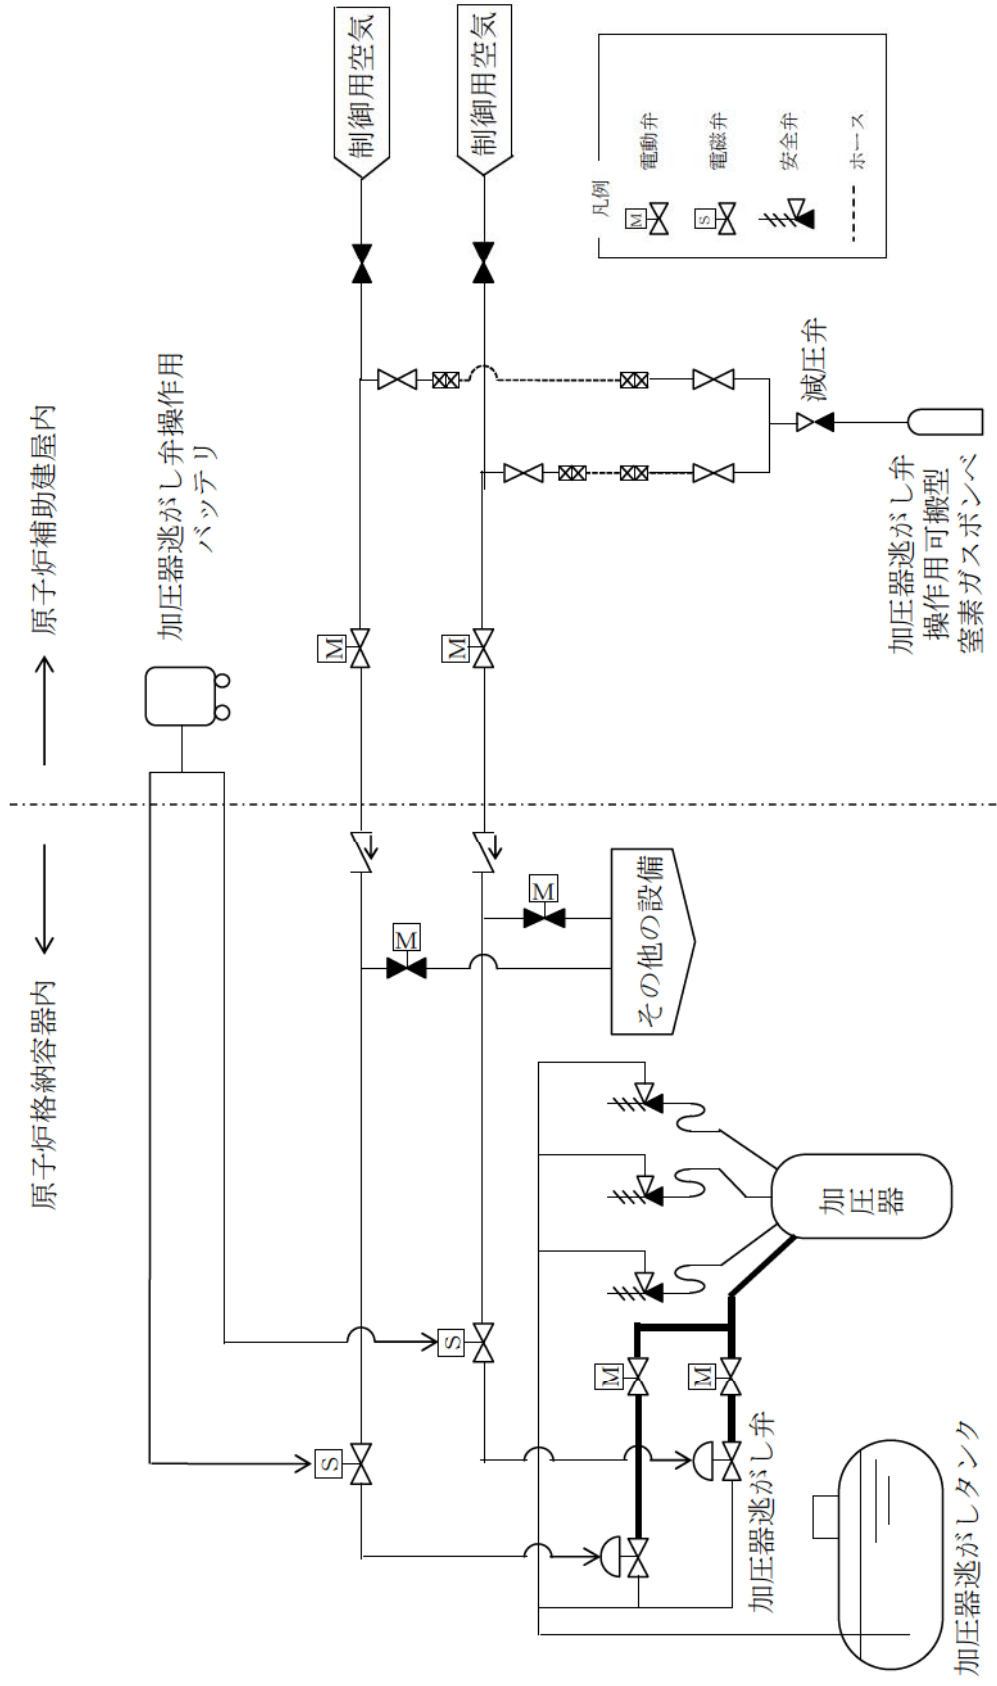 原子炉格納容器内
原子炉補助建屋内
加圧器逃がし弁操作用
バッテリ
制御用空気
制御用空気
M
M
M
M
S
S
M
M
その他の設備
加圧器
加圧器逃がし弁
加圧器逃がしタンク
減圧弁
加圧器逃がし弁
操作用可搬型
窒素ガスボンベ
凡例
M
電動弁
S
電磁弁
安全弁
ホース